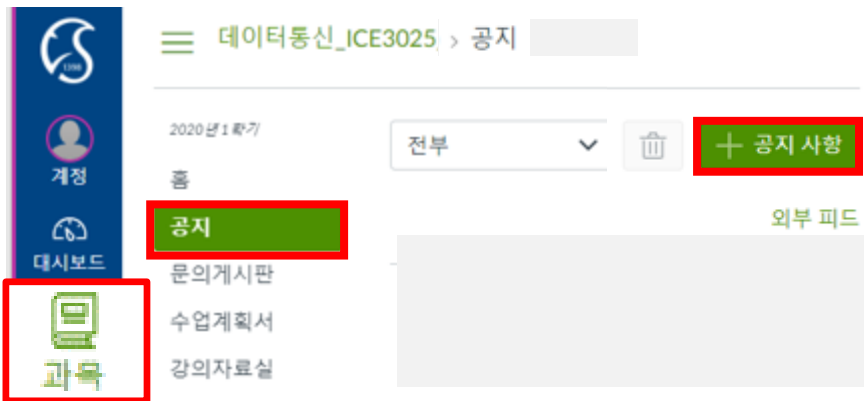 1398
데이터통신_ICE3025 > 공지
계정
대시보드
과목
2020년 1학기
홈
공지
문의게시판
수업계획서
강의자료실
전부
+ 공지 사항
외부 피드